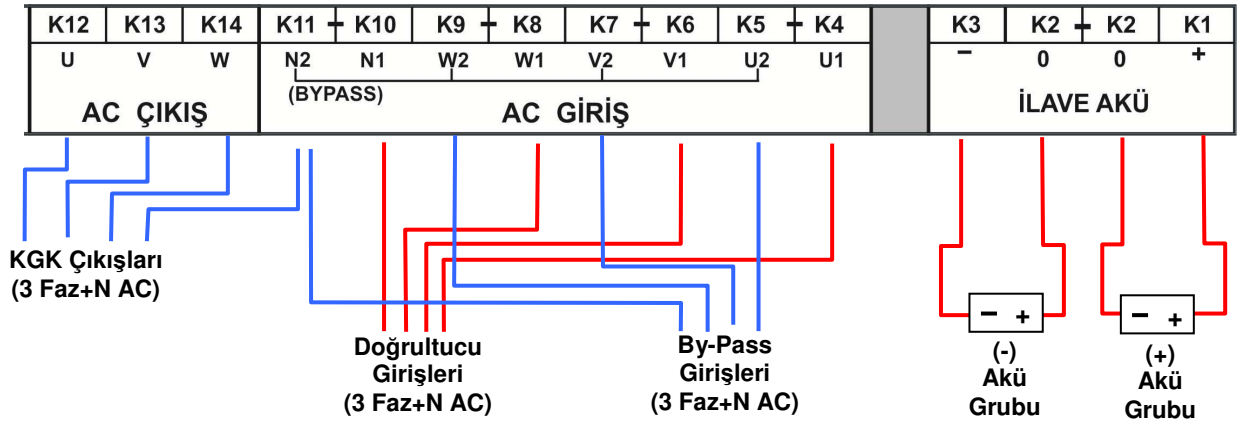 K12 K13 K14 K11 K10 K9 K8 K7 K6 K5 K4 K3 K2 K2 K1
U V W N2 N1 W2 W1 V2 V1 U2 U1 − 0 0 +
(BYPASS)
AC ÇIKIŞ AC GİRİŞ İLAVE AKÜ
KGK Çıkışları
(3 Faz+N AC)
Doğrultucu
Girişleri
(3 Faz+N AC)
By-Pass
Girişleri
(3 Faz+N AC)
− +
(-)
Akü
Grubu
− +
(+)
Akü
Grubu